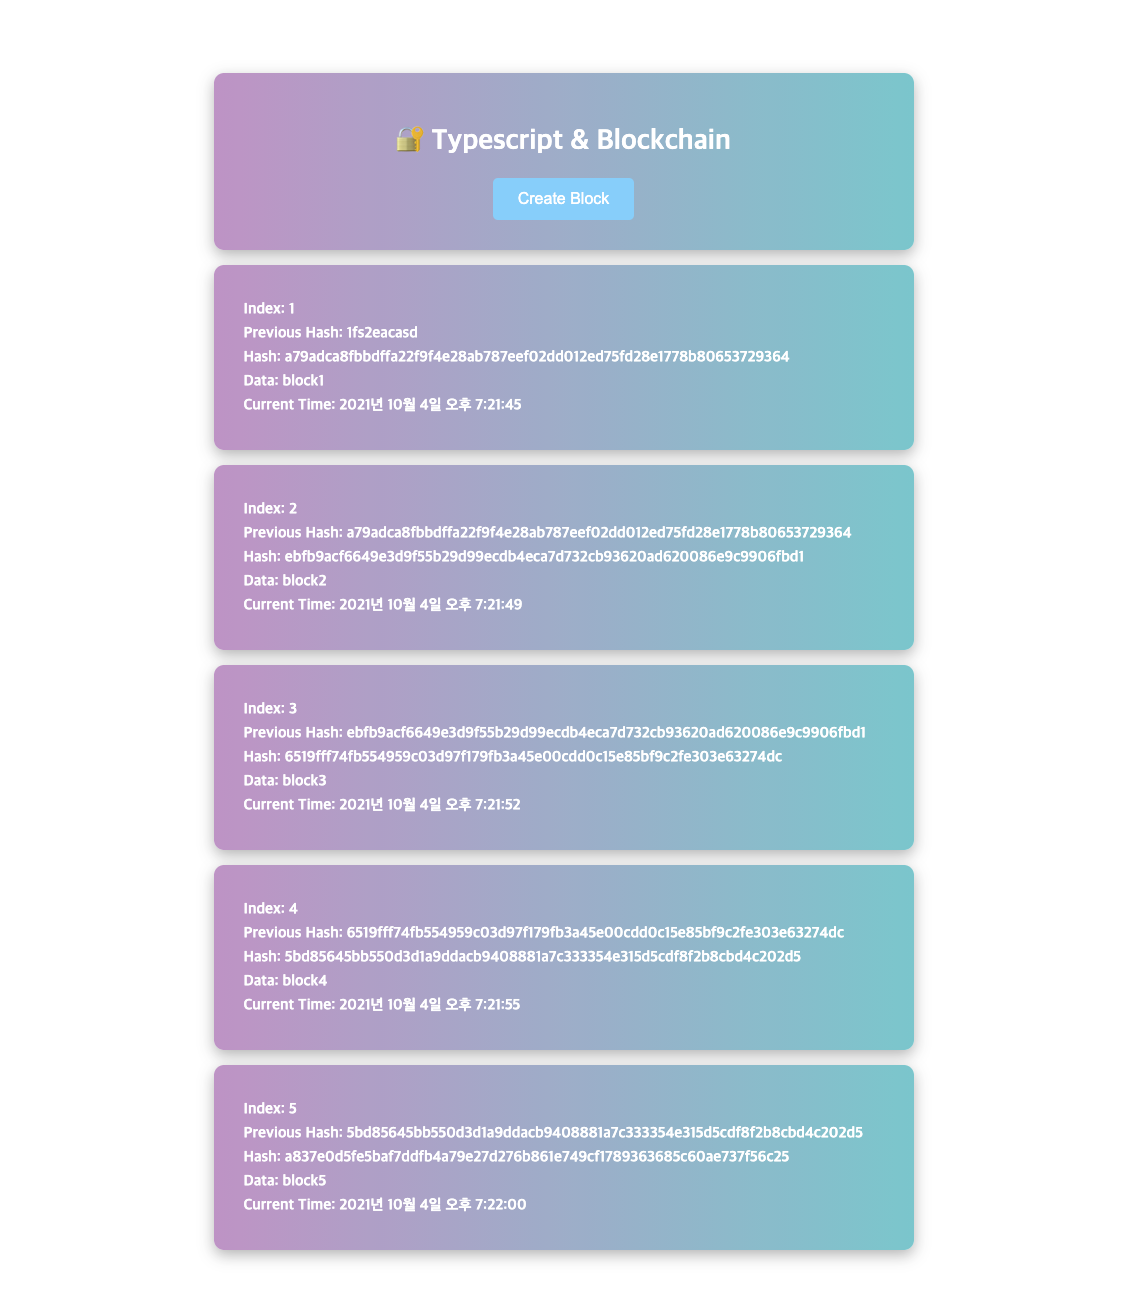 🔐 Typescript & Blockchain
Create Block
Index: 1
Previous Hash: 1fs2eacasd
Hash: a79adca8fbbdffa22f9f4e28ab787eef02dd012ed75fd28e1778b80653729364
Data: block1
Current Time: 2021년 10월 4일 오후 7:21:45
Index: 2
Previous Hash: a79adca8fbbdffa22f9f4e28ab787eef02dd012ed75fd28e1778b80653729364
Hash: ebfb9acf6649e3d9f55b29d99ecdb4eca7d732cb93620ad620086e9c9906fbd1
Data: block2
Current Time: 2021년 10월 4일 오후 7:21:49
Index: 3
Previous Hash: ebfb9acf6649e3d9f55b29d99ecdb4eca7d732cb93620ad620086e9c9906fbd1
Hash: 6519fff74fb554959c03d97f179fb3a45e00cdd0c15e85bf9c2fe303e63274dc
Data: block3
Current Time: 2021년 10월 4일 오후 7:21:52
Index: 4
Previous Hash: 6519fff74fb554959c03d97f179fb3a45e00cdd0c15e85bf9c2fe303e63274dc
Hash: 5bd85645bb550d3d1a9ddacb9408881a7c333354e315d5cdf8f2b8cbd4c202d5
Data: block4
Current Time: 2021년 10월 4일 오후 7:21:55
Index: 5
Previous Hash: 5bd85645bb550d3d1a9ddacb9408881a7c333354e315d5cdf8f2b8cbd4c202d5
Hash: a837e0d5fe5baf7ddfb4a79e27d276b861e749cf1789363685c60ae737f56c25
Data: block5
Current Time: 2021년 10월 4일 오후 7:22:00